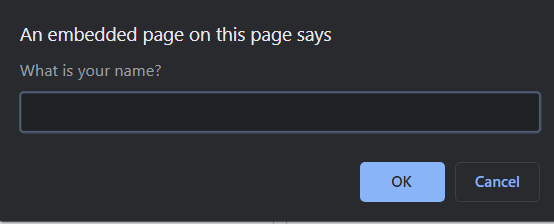 An embedded page on this page says
What is your name?
OK
Cancel